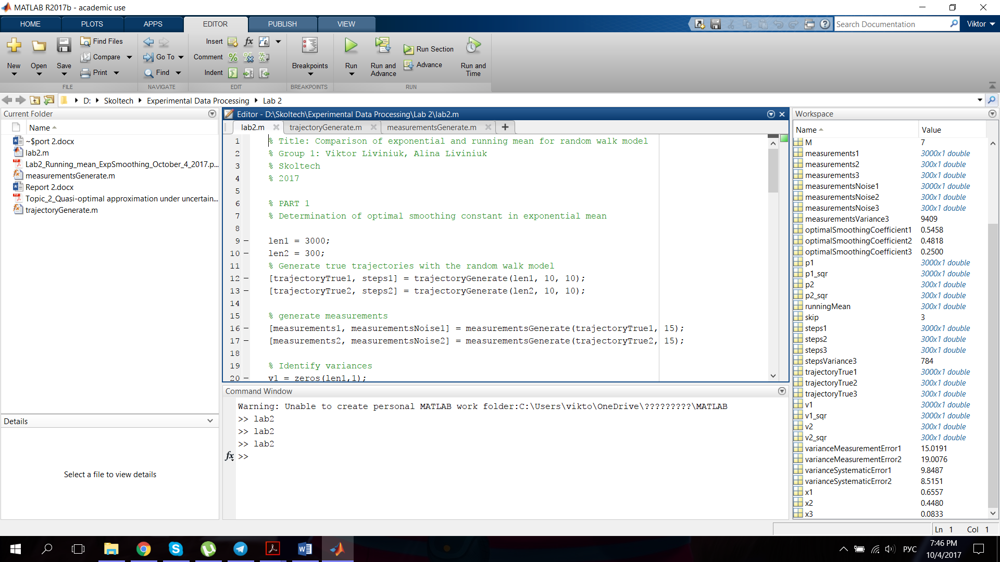 MATLAB R2017b - academic use
HOME PLOTS APPS EDITOR PUBLISH VIEW
Search Documentation
Viktor
New
Open
Save
Find Files
Compare
Print
FILE
Go To
Find
NAVIGATE
Insert
Comment
Indent
EDIT
Breakpoints
BREAKPOINTS
Run
Run and Advance
Run Section
Advance
Run and Time
RUN
D: Skoltech Experimental Data Processing Lab 2
Current Folder
Name
~$port 2.docx
lab2.m
Lab2_Running_mean_ExpSmoothing_October_4_2017.p...
measurementsGenerate.m
Report 2.docx
Topic_2_Quasi-optimal approximation under uncertain...
trajectoryGenerate.m
Details
Select a file to view details
Editor - D:\Skoltech\Experimental Data Processing\Lab 2\lab2.m
lab2.m trajectoryGenerate.m measurementsGenerate.m +
1 % Title: Comparison of exponential and running mean for random walk model
2 % Group 1: Viktor Liviniuk, Alina Liviniuk
3 % Skoltech
4 % 2017
5
6 % PART 1
7 % Determination of optimal smoothing constant in exponential mean
8
9 — len1 = 3000;
10 — len2 = 300;
11 % Generate true trajectories with the random walk model
12 — [trajectoryTrue1, steps1] = trajectoryGenerate(len1, 10, 10);
13 — [trajectoryTrue2, steps2] = trajectoryGenerate(len2, 10, 10);
14
15 % generate measurements
16 — [measurements1, measurementsNoise1] = measurementsGenerate(trajectoryTrue1, 15);
17 — [measurements2, measurementsNoise2] = measurementsGenerate(trajectoryTrue2, 15);
18
19 % Identify variances
20 — v1 = zeros(len1,1);
Command Window
Warning: Unable to create personal MATLAB work folder:C:\Users\vikto\OneDrive\?????????\MATLAB
>> lab2
>> lab2
>> lab2
fx >>
Workspace
Name Value
M 7
measurements1 3000x1 double
measurements2 300x1 double
measurements3 300x1 double
measurementsNoise1 3000x1 double
measurementsNoise2 300x1 double
measurementsNoise3 300x1 double
measurementsVariance3 9409
optimalSmoothingCoefficient1 0.5458
optimalSmoothingCoefficient2 0.4818
optimalSmoothingCoefficient3 0.2500
p1 3000x1 double
p1_sqr 3000x1 double
p2 300x1 double
p2_sqr 300x1 double
runningMean 300x1 double
skip 3
steps1 3000x1 double
steps2 300x1 double
steps3 300x1 double
stepsVariance3 784
trajectoryTrue1 3000x1 double
trajectoryTrue2 300x1 double
trajectoryTrue3 300x1 double
v1 3000x1 double
v1_sqr 3000x1 double
v2 300x1 double
v2_sqr 300x1 double
varianceMeasurementError1 15.0191
varianceMeasurementError2 19.0076
varianceSystematicError1 9.8487
varianceSystematicError2 8.5151
x1 0.6557
x2 0.4480
x3 0.0833
Ln 1 Col 1
РУС
7:46 PM
10/4/2017